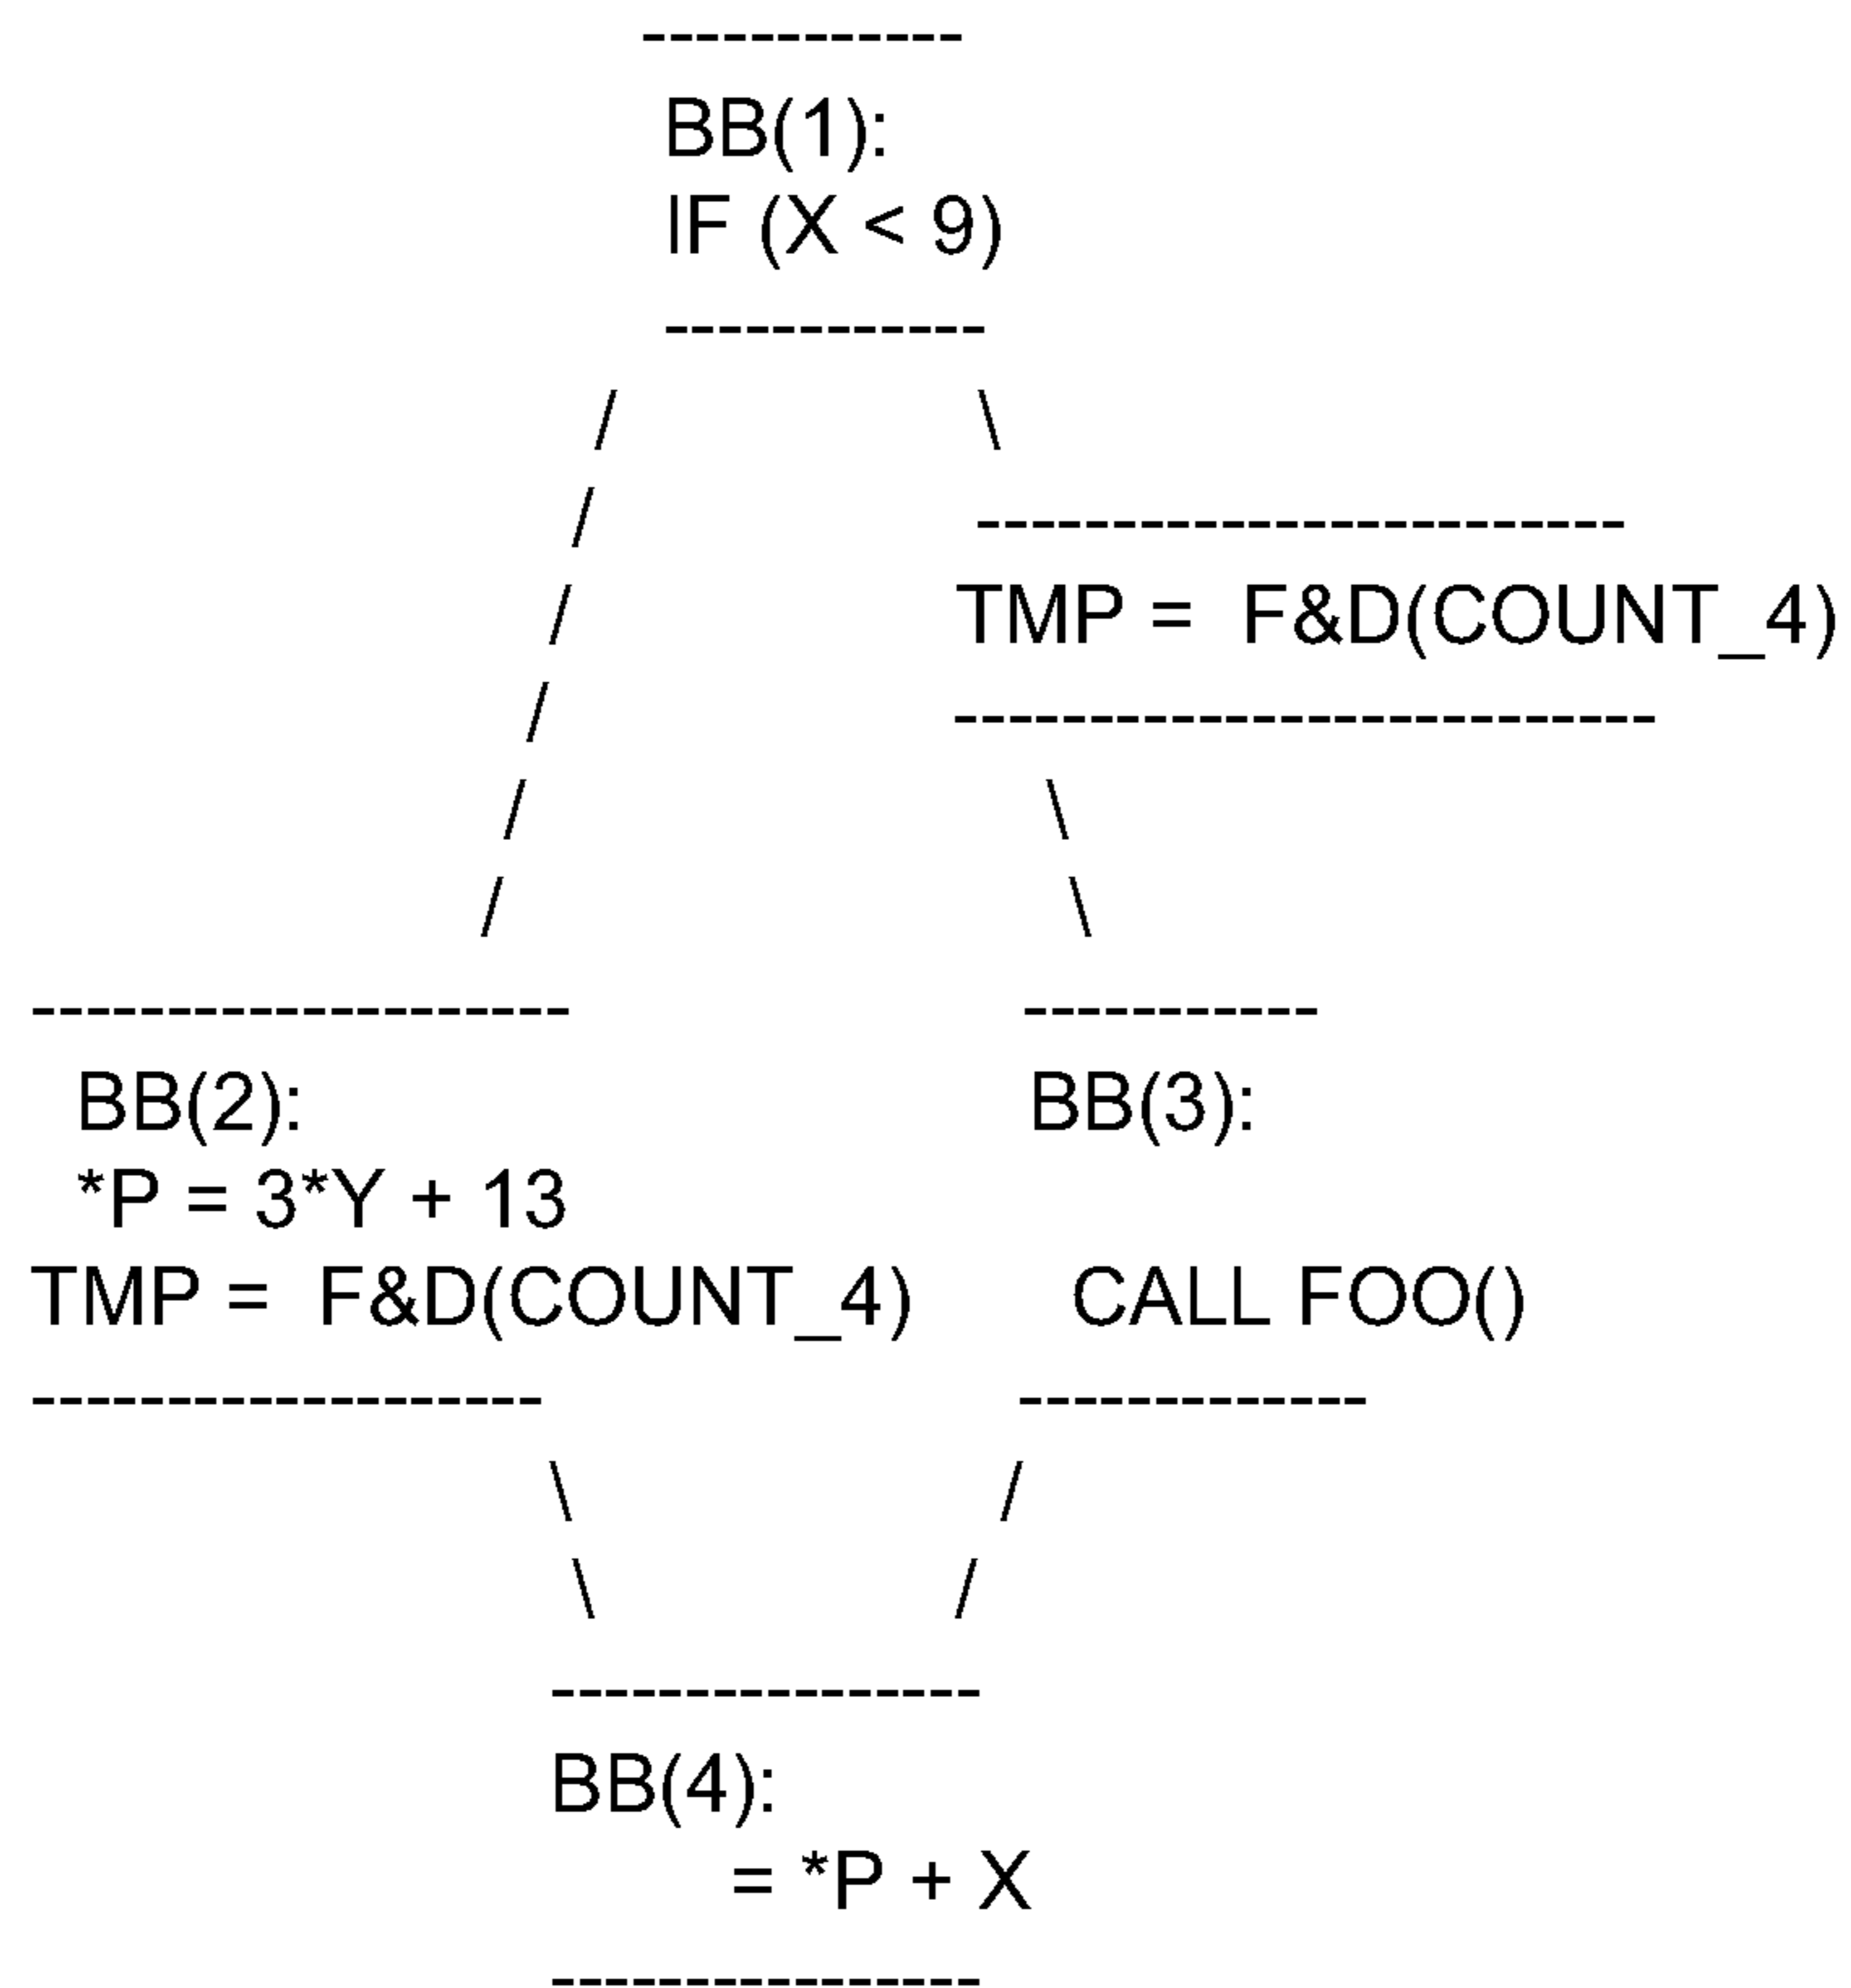 BB(1):
IF (X < 9)
TMP = F&D(COUNT_4)
BB(2):
*P = 3*Y + 13
TMP = F&D(COUNT_4)
BB(3):
CALL FOO()
BB(4):
= *P + X